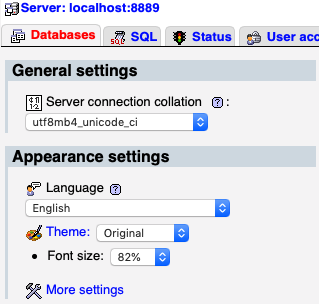 Server: localhost:8889
Databases SQL Status User acc
General settings
Server connection collation :
utf8mb4_unicode_ci
Appearance settings
Language
English
Theme: Original
• Font size: 82%
More settings